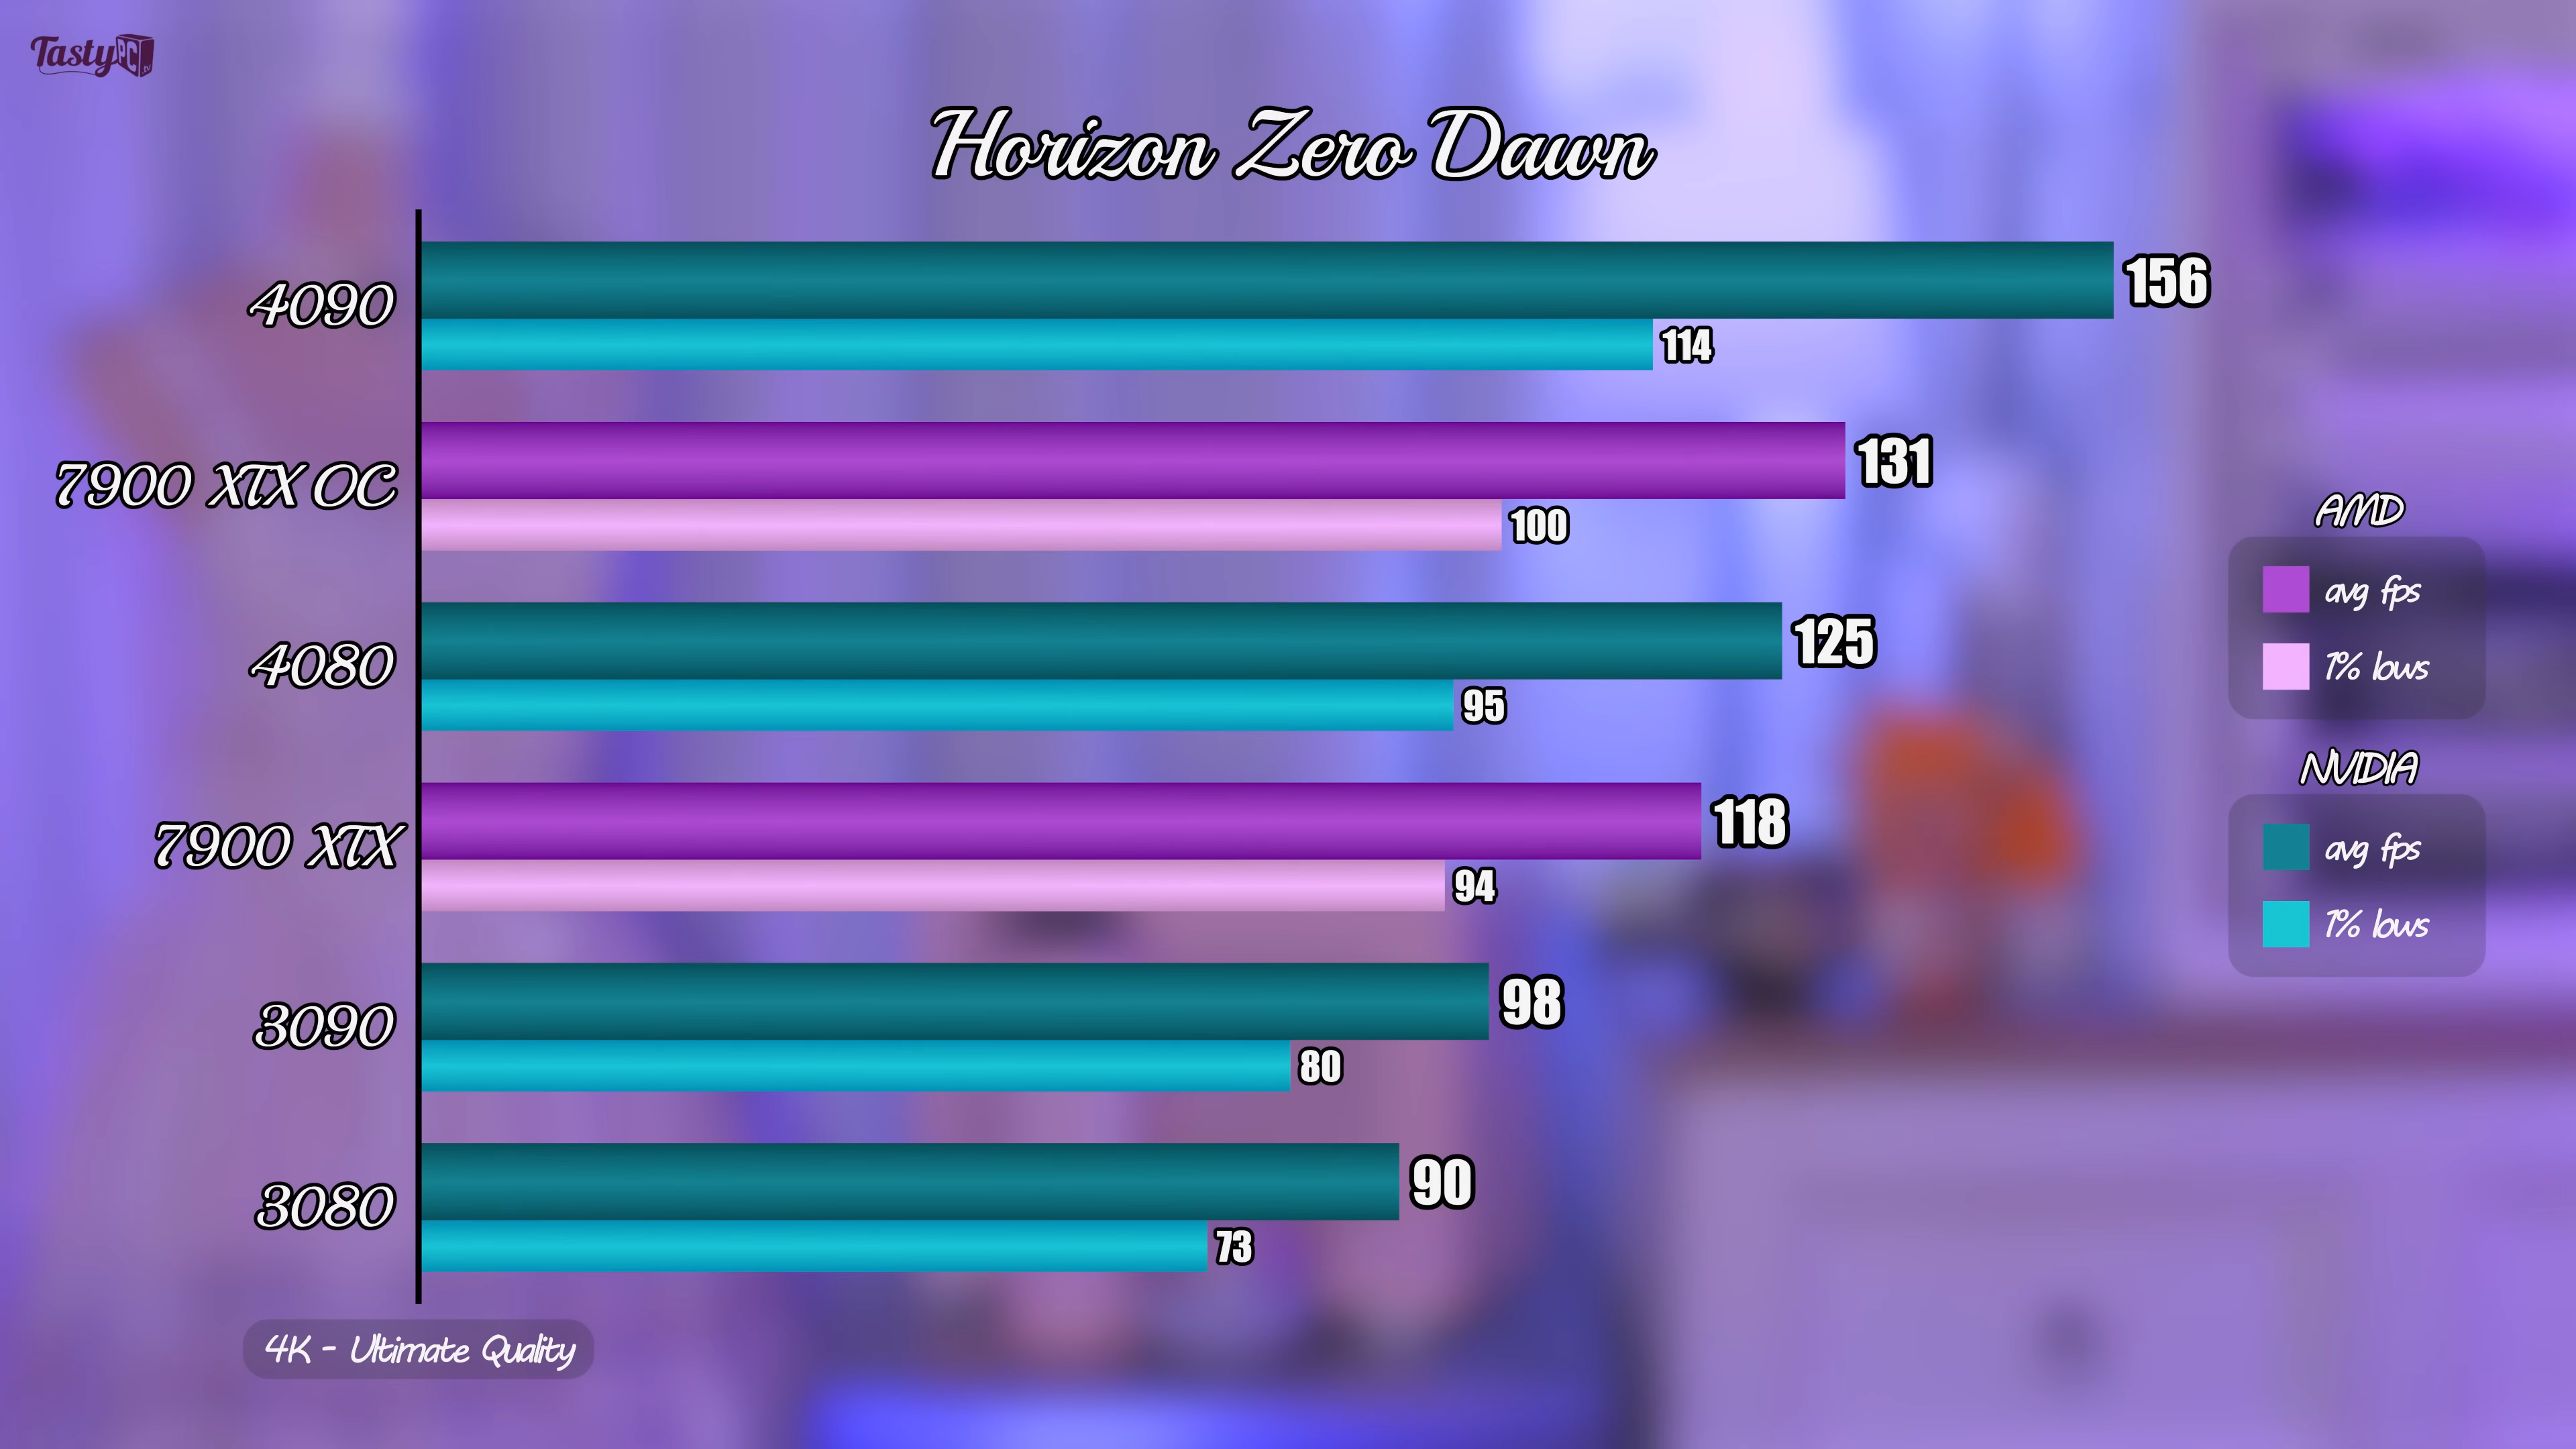 TastyPC.tv
Horizon Zero Dawn
4090
156
114
7900 XTX OC
131
100
4080
125
95
7900 XTX
118
94
3090
98
80
3080
90
73
AMD
avg fps
1% lows
NVIDIA
avg fps
1% lows
4K - Ultimate Quality